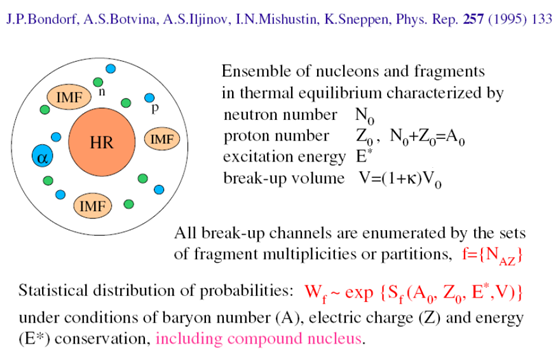 J.P.Bondorf, A.S.Botvina, A.S.Iljinov, I.N.Mishustin, K.Sneppen, Phys. Rep. 257 (1995) 133
Ensemble of nucleons and fragments
in thermal equilibrium characterized by
neutron number N₀
proton number Z₀ , N₀+Z₀=A₀
excitation energy E*
break-up volume V=(1+κ)V₀
IMF
n
p
HR
IMF
α
IMF
All break-up channels are enumerated by the sets
of fragment multiplicities or partitions, f={N_AZ}
Statistical distribution of probabilities: W_f ~ exp {S_f (A₀, Z₀, E*,V)}
under conditions of baryon number (A), electric charge (Z) and energy
(E*) conservation, including compound nucleus.